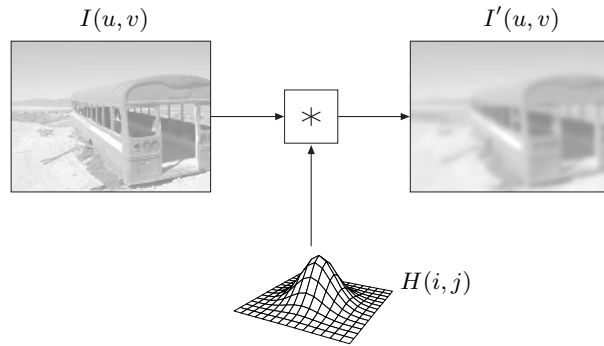 I(u, v)
I′(u, v)
∗
H(i, j)